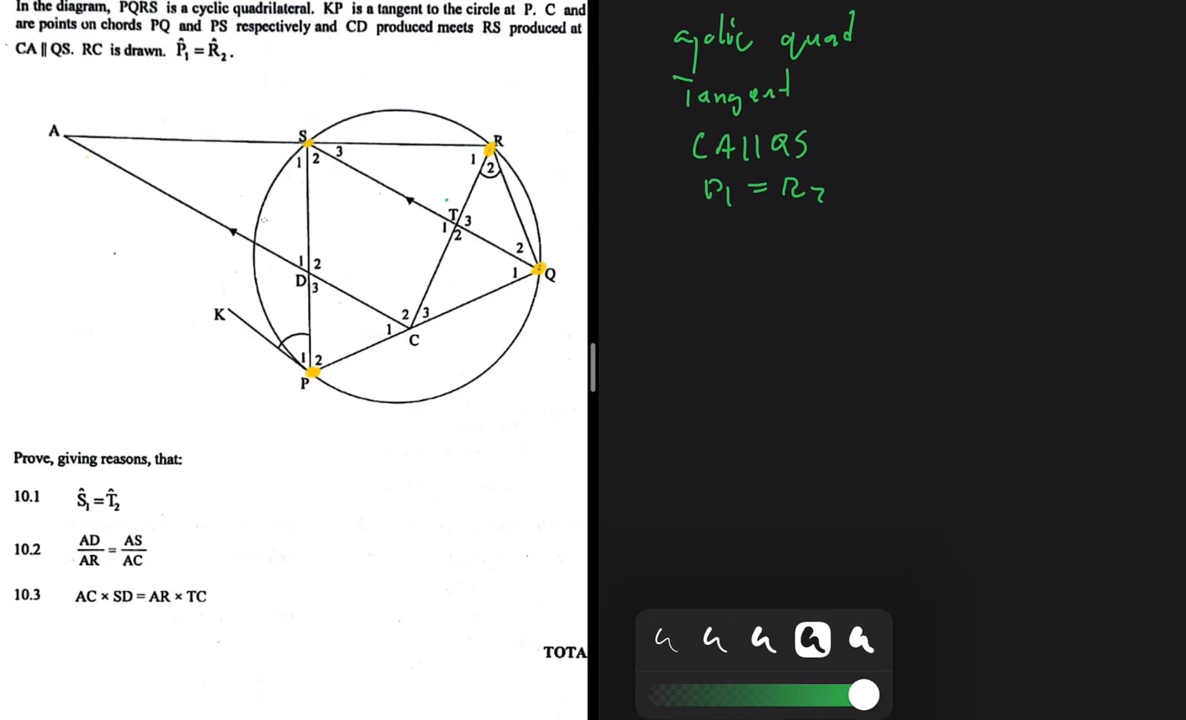 In the diagram, PQRS is a cyclic quadrilateral. KP is a tangent to the circle at P. C and
are points on chords PQ and PS respectively and CD produced meets RS produced at
CA || QS. RC is drawn. P̂₁ = R̂₂.
A
S
R
1 2 3
1 2
T
1 3
2
2
1 Q
1 2
D 3
K
2 3
1
C
1 2
P
Prove, giving reasons, that:
10.1 Ŝ₁ = T̂₂
10.2 AD/AR = AS/AC
10.3 AC × SD = AR × TC
TOTA
cyclic quad
Tangent
CA || QS
P₁ = R₂